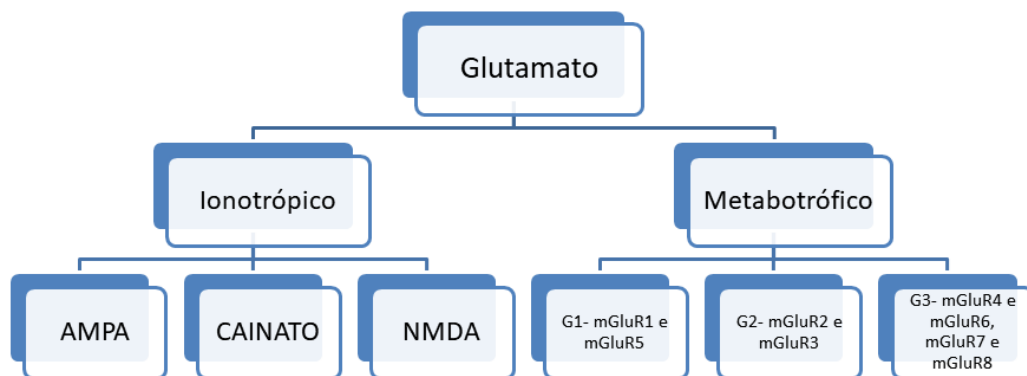 Glutamato
Ionotrópico
Metabotrófico
AMPA
CAINATO
NMDA
G1- mGluR1 e
mGluR5
G2- mGluR2 e
mGluR3
G3- mGluR4 e
mGluR6,
mGluR7 e
mGluR8